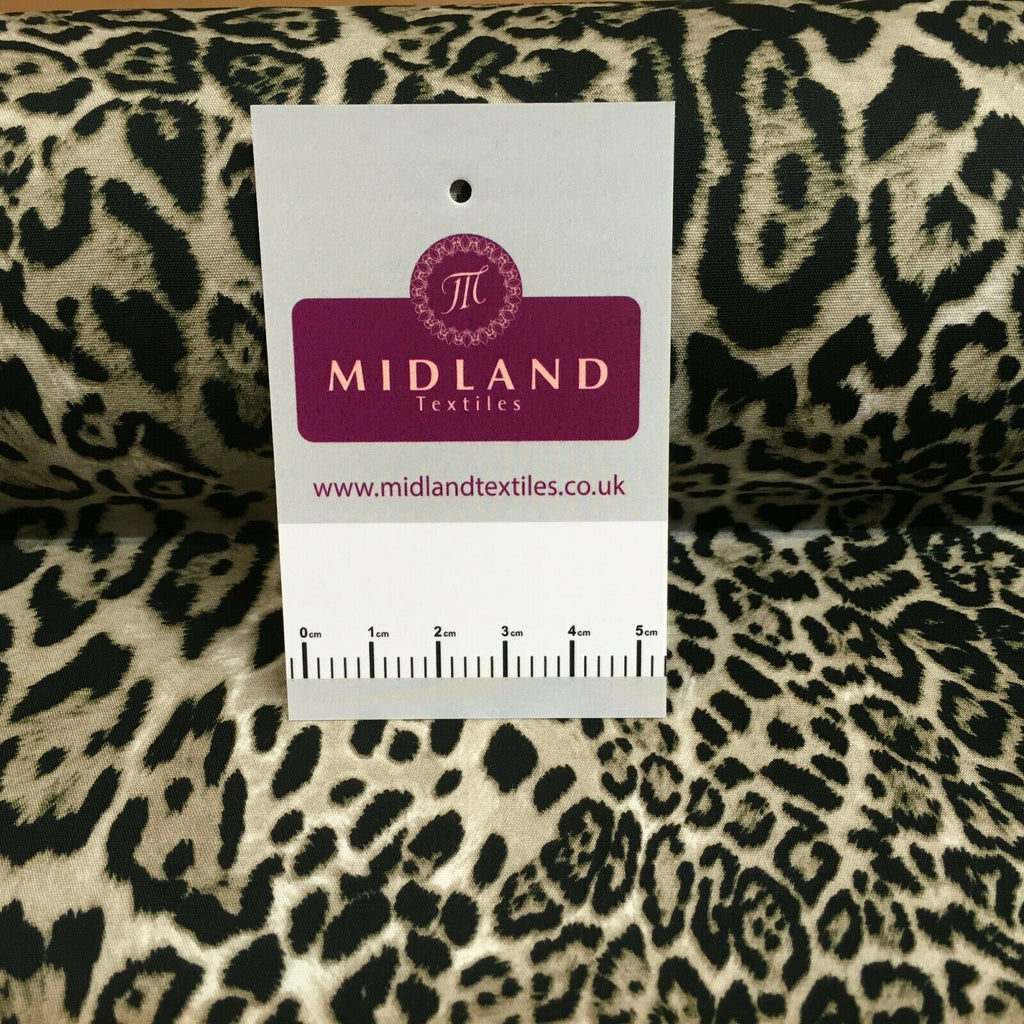 M
MIDLAND
Textiles
www.midlandtextiles.co.uk
0cm 1cm 2cm 3cm 4cm 5cm